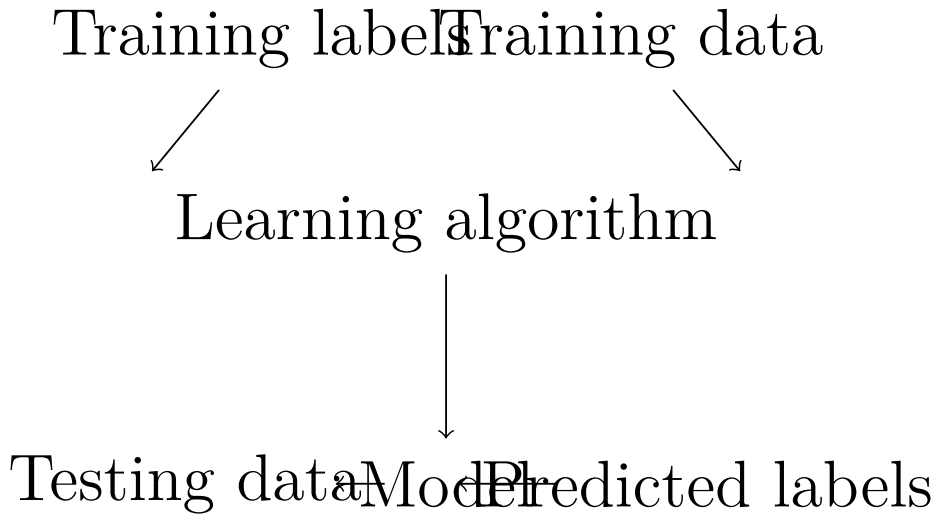 Training labels Training data
Learning algorithm
Testing data Model Predicted labels